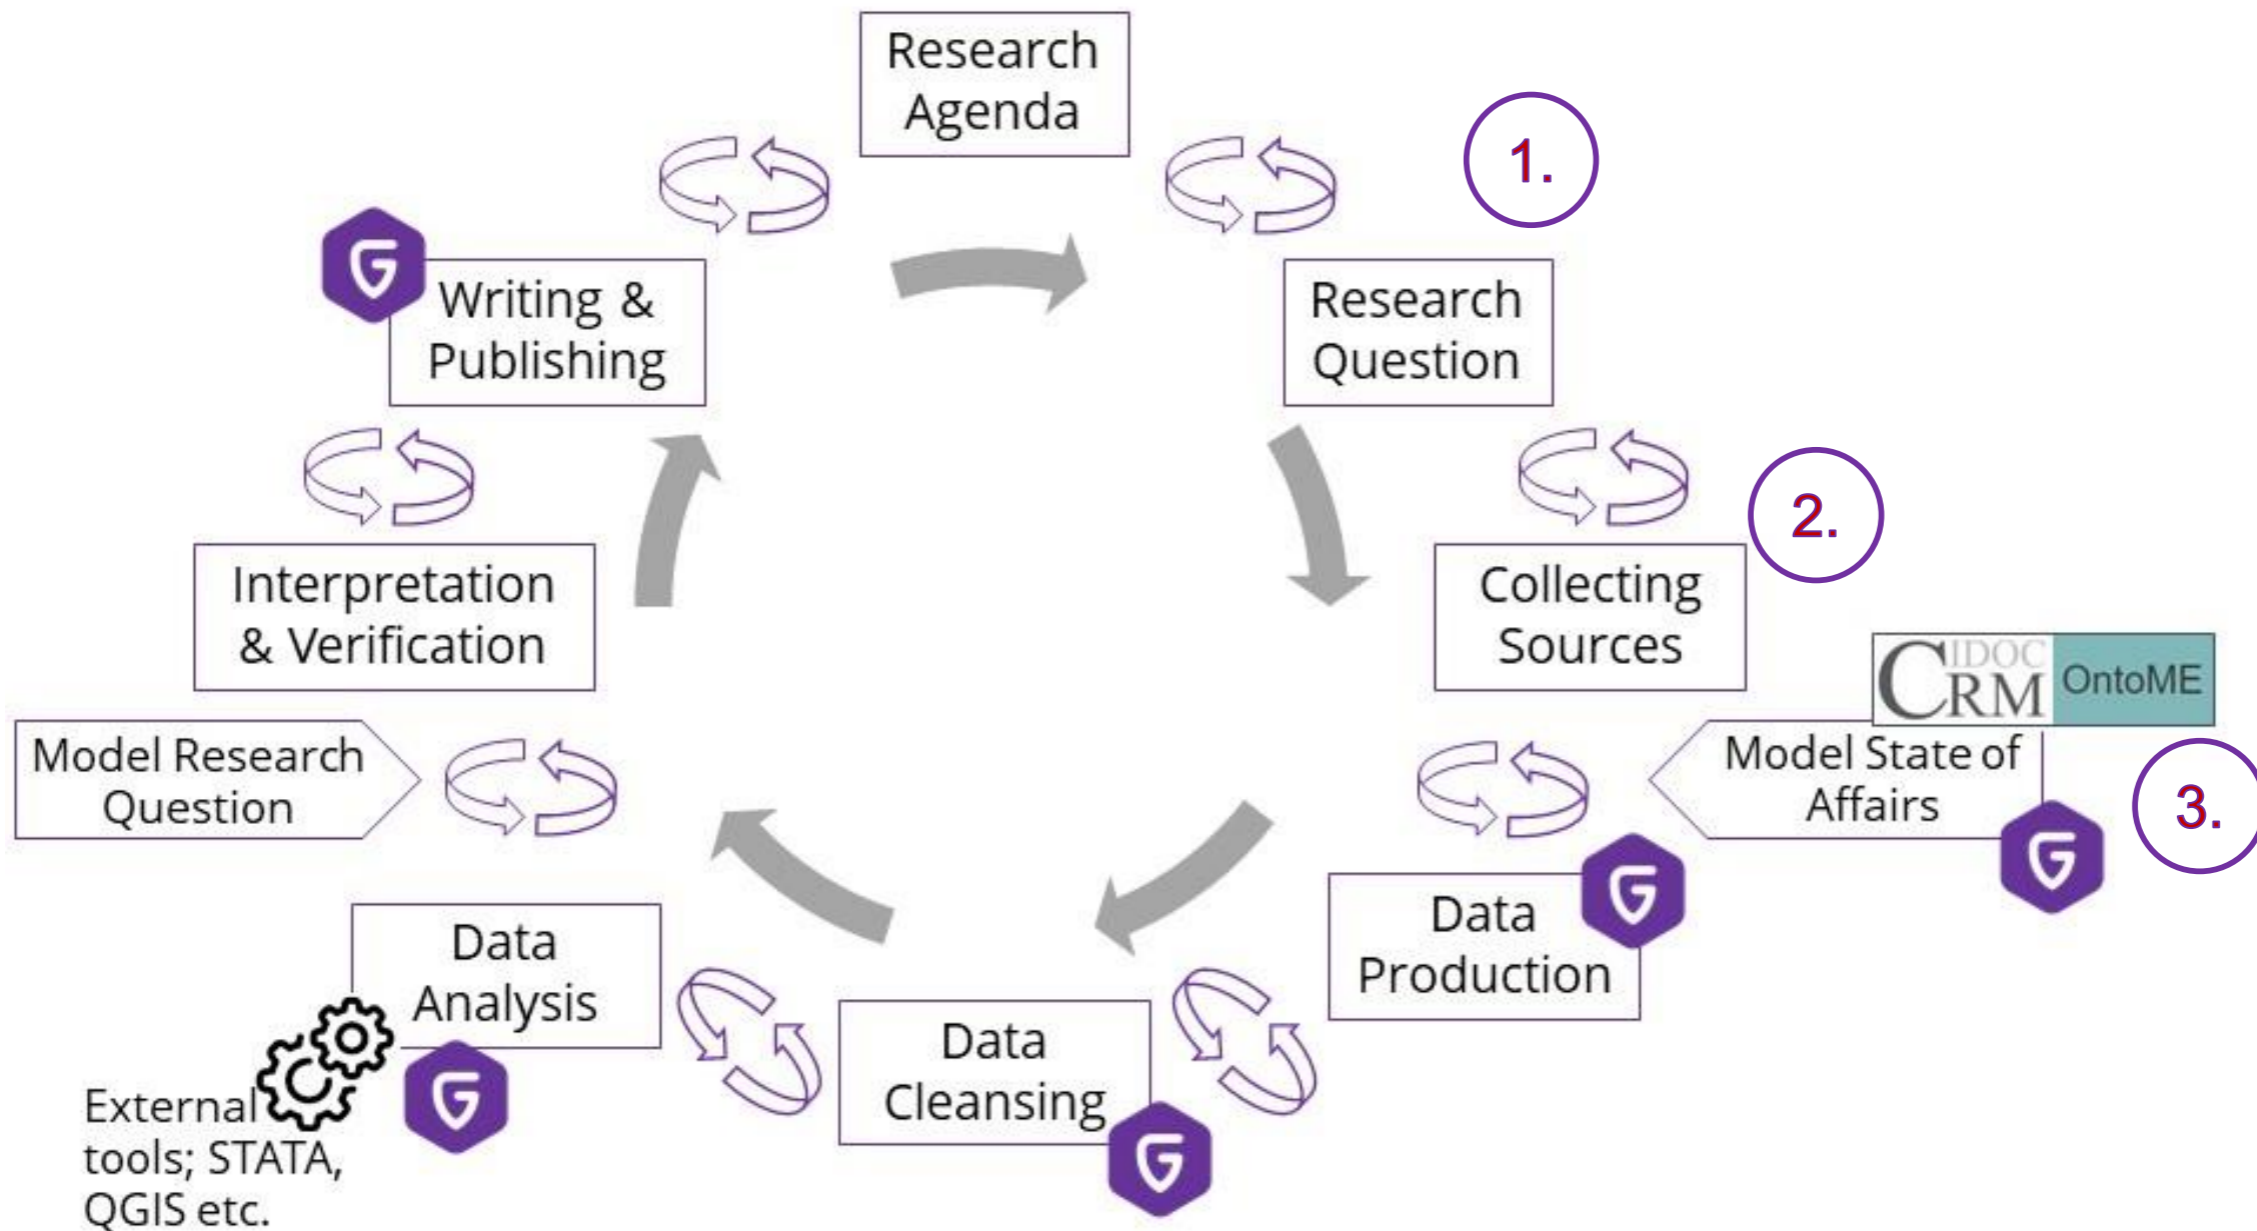 Research
Agenda
1.
Research
Question
2.
Collecting
Sources
CIDOC
CRM
OntoME
Model State of
Affairs
3.
Data
Production
Data
Cleansing
Data
Analysis
External
tools; STATA,
QGIS etc.
Model Research
Question
Interpretation
& Verification
Writing &
Publishing